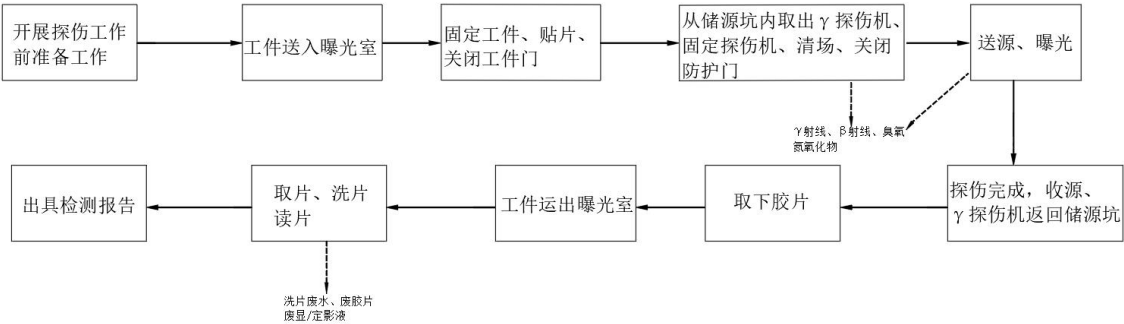 开展探伤工作
前准备工作
工件送入曝光室
固定工件、贴片、
关闭工件门
从储源坑内取出γ探伤机、
固定探伤机、清场、关闭
防护门
送源、曝光
γ射线、β射线、臭氧
氮氧化物
探伤完成，收源、
γ探伤机返回储源坑
取下胶片
工件运出曝光室
取片、洗片
读片
出具检测报告
洗片废水、废胶片
废显/定影液